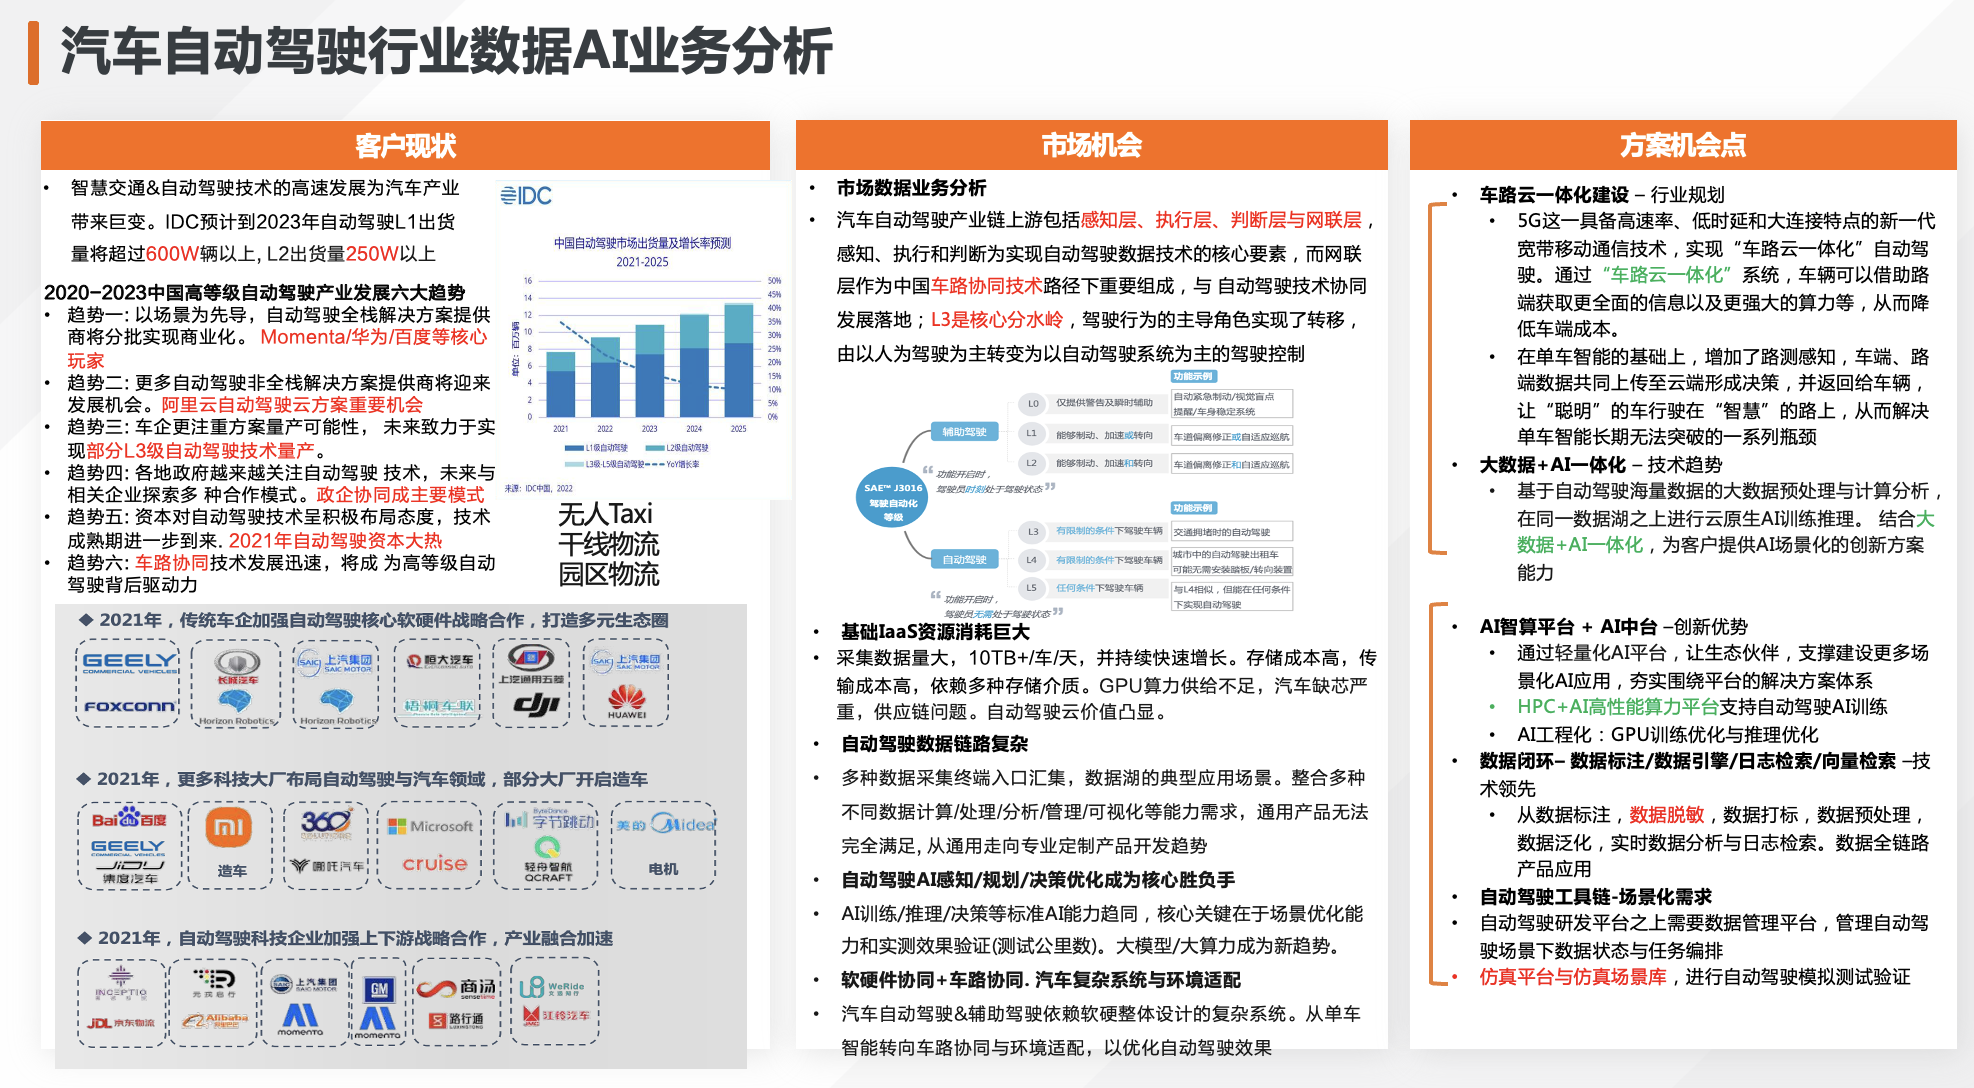 汽车自动驾驶行业数据AI业务分析
客户现状
• 智慧交通&自动驾驶技术的高速发展为汽车产业
带来巨变。IDC预计到2023年自动驾驶L1出货
量将超过600W辆以上, L2出货量250W以上
2020-2023中国高等级自动驾驶产业发展六大趋势
• 趋势一: 以场景为先导，自动驾驶全栈解决方案提供
商将分批实现商业化。 Momenta/华为/百度等核心
玩家
• 趋势二: 更多自动驾驶非全栈解决方案提供商将迎来
发展机会。阿里云自动驾驶云方案重要机会
• 趋势三: 车企更注重方案量产可能性， 未来致力于实
现部分L3级自动驾驶技术量产。
• 趋势四: 各地政府越来越关注自动驾驶 技术，未来与
相关企业探索多 种合作模式。政企协同成主要模式
• 趋势五: 资本对自动驾驶技术呈积极布局态度，技术
成熟期进一步到来. 2021年自动驾驶资本大热
• 趋势六: 车路协同技术发展迅速，将成 为高等级自动
驾驶背后驱动力
IDC
中国自动驾驶市场出货量及增长率预测
2021-2025
单位：百万辆
16
14
12
10
8
6
4
2
0
50%
45%
40%
35%
30%
25%
20%
15%
10%
5%
0%
2021 2022 2023 2024 2025
L1级自动驾驶 L2级自动驾驶
L3级-L5级自动驾驶 YoY增长率
来源：IDC中国，2022
无人Taxi
干线物流
园区物流
◆ 2021年，传统车企加强自动驾驶核心软硬件战略合作，打造多元生态圈
GEELY
COMMERCIAL VEHICLES
FOXCONN
长城汽车
Horizon Robotics
SAIC 上汽集团
SAIC MOTOR
Horizon Robotics
恒大汽车
梧桐车联
上汽通用五菱
dji
SAIC 上汽集团
SAIC MOTOR
HUAWEI
◆ 2021年，更多科技大厂布局自动驾驶与汽车领域，部分大厂开启造车
Bai du 百度
GEELY
COMMERCIAL VEHICLES
JIDU
集度汽车
mi
造车
360
哪吒汽车
Microsoft
cruise
ByteDance
字节跳动
轻舟智航
QCRAFT
美的 Midea
电机
◆ 2021年，自动驾驶科技企业加强上下游战略合作，产业融合加速
INCEPTIO
JDL 京东物流
元戎启行
Alibaba
SAIC 上汽集团
SAIC MOTOR
momenta
GM
momenta
商汤
sensetime
路行通
WeRide
文远知行
JMC 江铃汽车
市场机会
• 市场数据业务分析
• 汽车自动驾驶产业链上游包括感知层、执行层、判断层与网联层，
感知、执行和判断为实现自动驾驶数据技术的核心要素，而网联
层作为中国车路协同技术路径下重要组成，与 自动驾驶技术协同
发展落地；L3是核心分水岭，驾驶行为的主导角色实现了转移，
由以人为驾驶为主转变为以自动驾驶系统为主的驾驶控制
SAE™ J3016
驾驶自动化
等级
辅助驾驶
“功能开启时，
驾驶员时刻处于驾驶状态”
功能示例
L0 仅提供警告及瞬时辅助 自动紧急制动/视觉盲点
提醒/车身稳定系统
L1 能够制动、加速或转向 车道偏离修正或自适应巡航
L2 能够制动、加速和转向 车道偏离修正和自适应巡航
自动驾驶
“功能开启时，
驾驶员无需处于驾驶状态”
功能示例
L3 有限制的条件下驾驶车辆 交通拥堵时的自动驾驶
L4 有限制的条件下驾驶车辆 城市中的自动驾驶出租车
可能无需安装踏板/转向装置
L5 任何条件下驾驶车辆 与L4相似，但能在任何条件
下实现自动驾驶
• 基础IaaS资源消耗巨大
• 采集数据量大，10TB+/车/天，并持续快速增长。存储成本高，传
输成本高，依赖多种存储介质。GPU算力供给不足，汽车缺芯严
重，供应链问题。自动驾驶云价值凸显。
• 自动驾驶数据链路复杂
• 多种数据采集终端入口汇集，数据湖的典型应用场景。整合多种
不同数据计算/处理/分析/管理/可视化等能力需求，通用产品无法
完全满足, 从通用走向专业定制产品开发趋势
• 自动驾驶AI感知/规划/决策优化成为核心胜负手
• AI训练/推理/决策等标准AI能力趋同，核心关键在于场景优化能
力和实测效果验证(测试公里数)。大模型/大算力成为新趋势。
• 软硬件协同+车路协同. 汽车复杂系统与环境适配
• 汽车自动驾驶&辅助驾驶依赖软硬整体设计的复杂系统。从单车
智能转向车路协同与环境适配，以优化自动驾驶效果
方案机会点
• 车路云一体化建设 – 行业规划
• 5G这一具备高速率、低时延和大连接特点的新一代
宽带移动通信技术，实现“车路云一体化”自动驾
驶。通过“车路云一体化”系统，车辆可以借助路
端获取更全面的信息以及更强大的算力等，从而降
低车端成本。
• 在单车智能的基础上，增加了路测感知，车端、路
端数据共同上传至云端形成决策，并返回给车辆，
让“聪明”的车行驶在“智慧”的路上，从而解决
单车智能长期无法突破的一系列瓶颈
• 大数据+AI一体化 – 技术趋势
• 基于自动驾驶海量数据的大数据预处理与计算分析，
在同一数据湖之上进行云原生AI训练推理。 结合大
数据+AI一体化，为客户提供AI场景化的创新方案
能力
• AI智算平台 + AI中台 –创新优势
• 通过轻量化AI平台，让生态伙伴，支撑建设更多场
景化AI应用，夯实围绕平台的解决方案体系
• HPC+AI高性能算力平台支持自动驾驶AI训练
• AI工程化：GPU训练优化与推理优化
• 数据闭环– 数据标注/数据引擎/日志检索/向量检索 –技
术领先
• 从数据标注，数据脱敏，数据打标，数据预处理，
数据泛化，实时数据分析与日志检索。数据全链路
产品应用
• 自动驾驶工具链-场景化需求
• 自动驾驶研发平台之上需要数据管理平台，管理自动驾
驶场景下数据状态与任务编排
• 仿真平台与仿真场景库，进行自动驾驶模拟测试验证